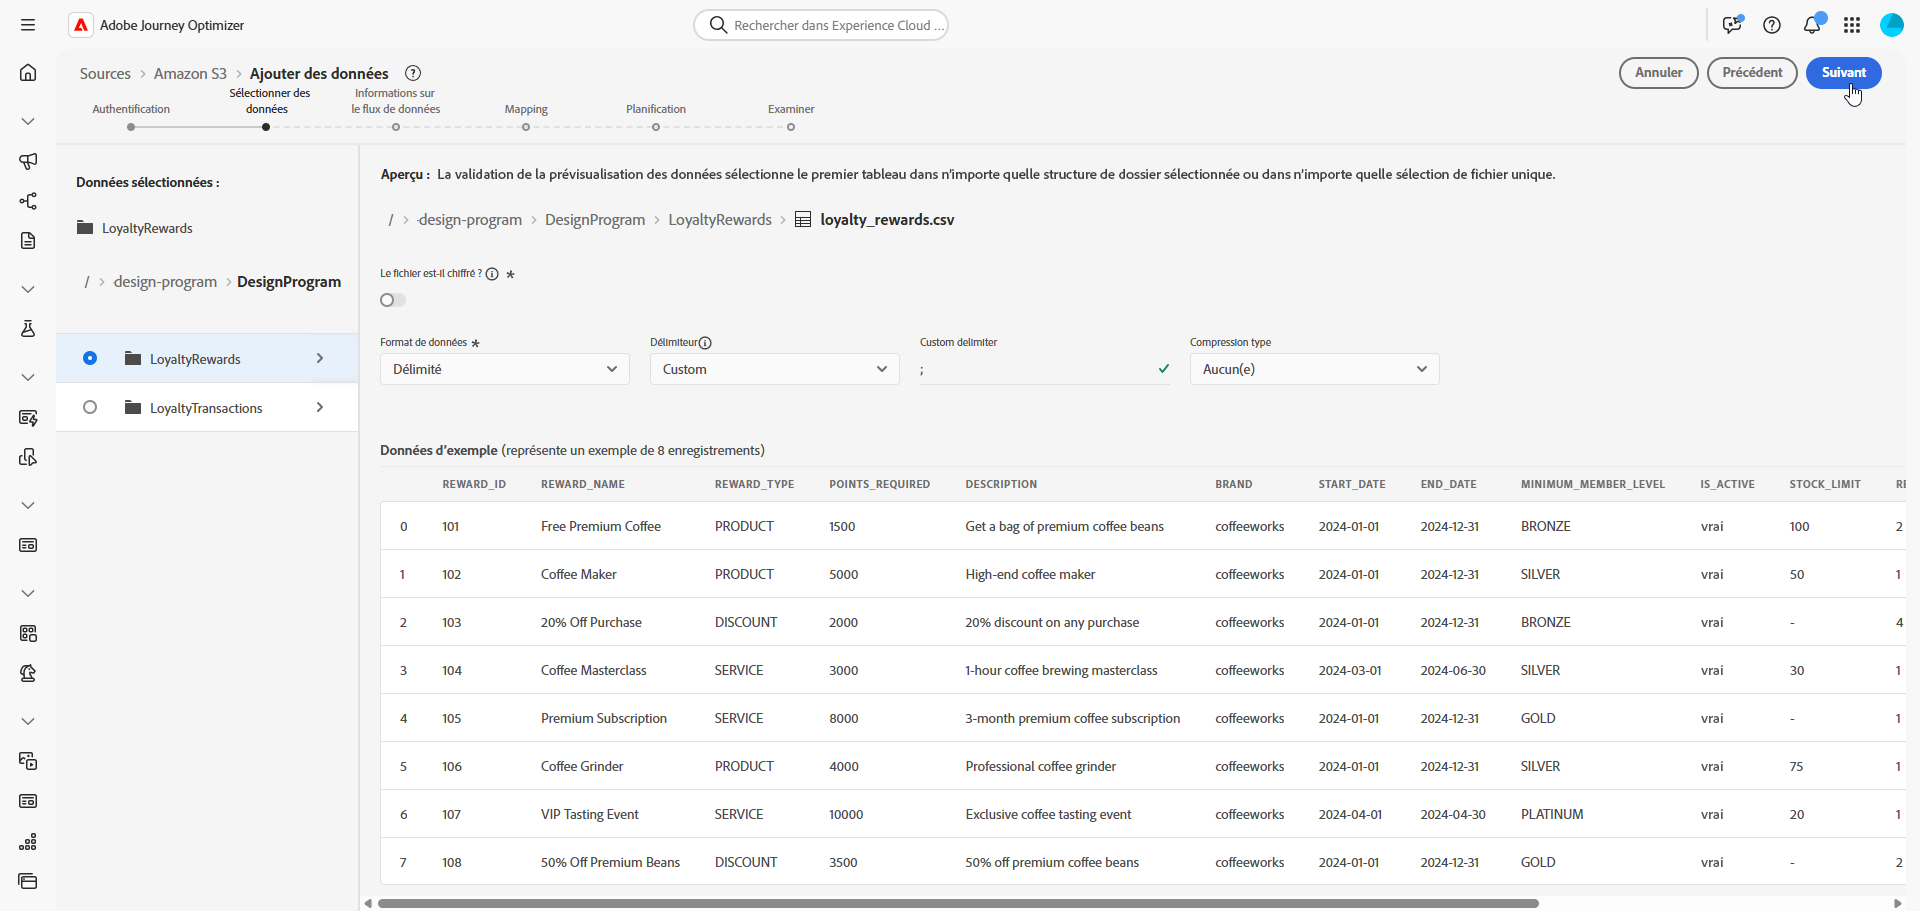 Adobe Journey Optimizer
Rechercher dans Experience Cloud ...
Sources > Amazon S3 > Ajouter des données
Annuler
Précédent
Suivant
Authentification
Sélectionner des
données
Informations sur
le flux de données
Mapping
Planification
Examiner
Données sélectionnées :
LoyaltyRewards
/ > design-program > DesignProgram
LoyaltyRewards
LoyaltyTransactions
Aperçu : La validation de la prévisualisation des données sélectionne le premier tableau dans n’importe quelle structure de dossier sélectionnée ou dans n’importe quelle sélection de fichier unique.
/ > -design-program > DesignProgram > LoyaltyRewards > loyalty_rewards.csv
Le fichier est-il chiffré ? *
Format de données *
Délimité
Délimiteur
Custom
Custom delimiter
;
Compression type
Aucun(e)
Données d’exemple (représente un exemple de 8 enregistrements)
REWARD_ID REWARD_NAME REWARD_TYPE POINTS_REQUIRED DESCRIPTION BRAND START_DATE END_DATE MINIMUM_MEMBER_LEVEL IS_ACTIVE STOCK_LIMIT RE
0 101 Free Premium Coffee PRODUCT 1500 Get a bag of premium coffee beans coffeeworks 2024-01-01 2024-12-31 BRONZE vrai 100 2
1 102 Coffee Maker PRODUCT 5000 High-end coffee maker coffeeworks 2024-01-01 2024-12-31 SILVER vrai 50 1
2 103 20% Off Purchase DISCOUNT 2000 20% discount on any purchase coffeeworks 2024-01-01 2024-12-31 BRONZE vrai - 4
3 104 Coffee Masterclass SERVICE 3000 1-hour coffee brewing masterclass coffeeworks 2024-03-01 2024-06-30 SILVER vrai 30 1
4 105 Premium Subscription SERVICE 8000 3-month premium coffee subscription coffeeworks 2024-01-01 2024-12-31 GOLD vrai - 1
5 106 Coffee Grinder PRODUCT 4000 Professional coffee grinder coffeeworks 2024-01-01 2024-12-31 SILVER vrai 75 1
6 107 VIP Tasting Event SERVICE 10000 Exclusive coffee tasting event coffeeworks 2024-04-01 2024-04-30 PLATINUM vrai 20 1
7 108 50% Off Premium Beans DISCOUNT 3500 50% off premium coffee beans coffeeworks 2024-01-01 2024-12-31 GOLD vrai - 2